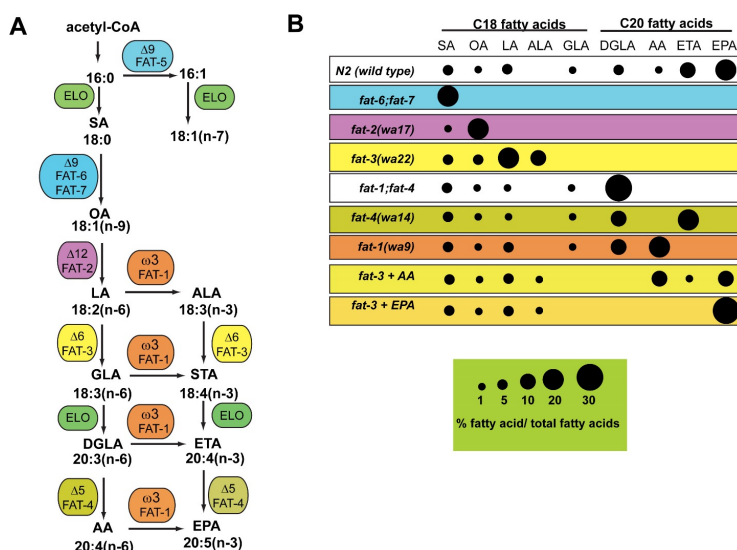 A
acetyl-CoA
Δ9
FAT-5
16:0
16:1
ELO
ELO
SA
18:0
18:1(n-7)
Δ9
FAT-6
FAT-7
OA
18:1(n-9)
Δ12
FAT-2
ω3
FAT-1
LA
18:2(n-6)
ALA
18:3(n-3)
Δ6
FAT-3
ω3
FAT-1
Δ6
FAT-3
GLA
18:3(n-6)
STA
18:4(n-3)
ELO
ω3
FAT-1
ELO
DGLA
20:3(n-6)
ETA
20:4(n-3)
Δ5
FAT-4
ω3
FAT-1
Δ5
FAT-4
AA
20:4(n-6)
EPA
20:5(n-3)
B
C18 fatty acids C20 fatty acids
SA OA LA ALA GLA DGLA AA ETA EPA
N2 (wild type)
fat-6;fat-7
fat-2(wa17)
fat-3(wa22)
fat-1;fat-4
fat-4(wa14)
fat-1(wa9)
fat-3 + AA
fat-3 + EPA
1 5 10 20 30
% fatty acid/ total fatty acids